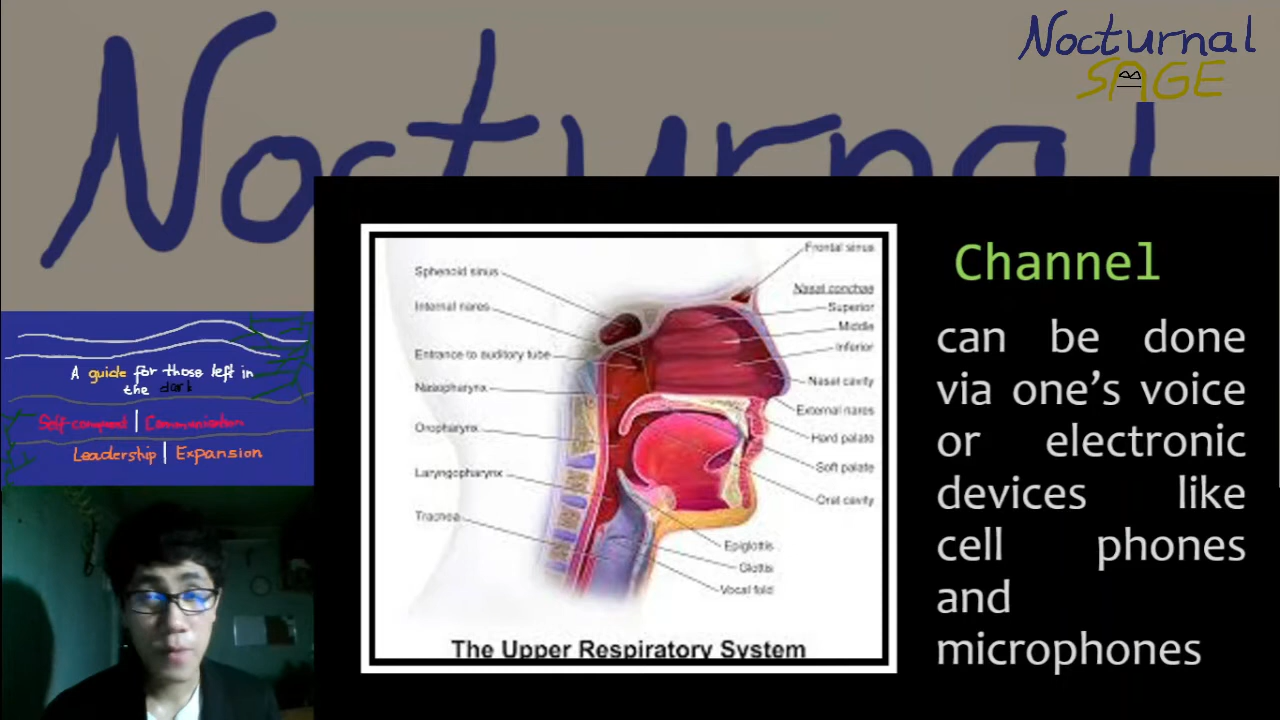 Nocturnal
Nocturnal
SAGE
A guide for those left in
the dark
Self-command | Communication
Leadership | Expansion
Channel
can be done
via one’s voice
or electronic
devices like
cell phones
and
microphones
Frontal sinus
Sphenoid sinus
Nasal conchae
Internal nares
Superior
Middle
Inferior
Entrance to auditory tube
Nasal cavity
Nasopharynx
External nares
Oropharynx
Hard palate
Soft palate
Laryngopharynx
Oral cavity
Trachea
Epiglottis
Glottis
Vocal fold
The Upper Respiratory System